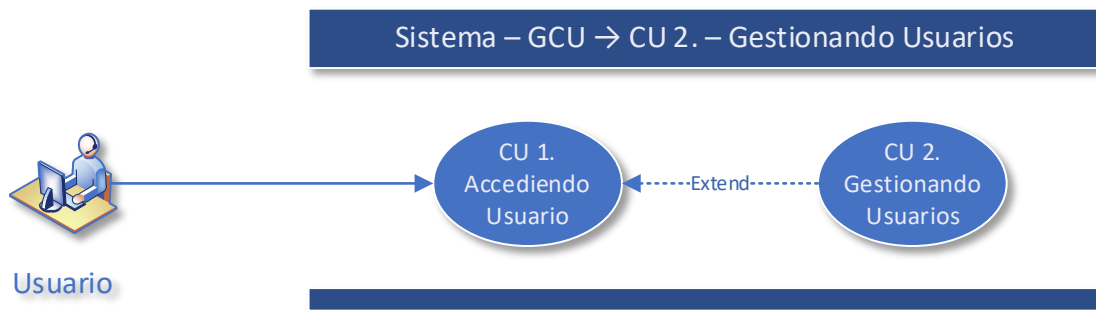 Sistema – GCU → CU 2. – Gestionando Usuarios
CU 1.
Accediendo
Usuario
Extend
CU 2.
Gestionando
Usuarios
Usuario